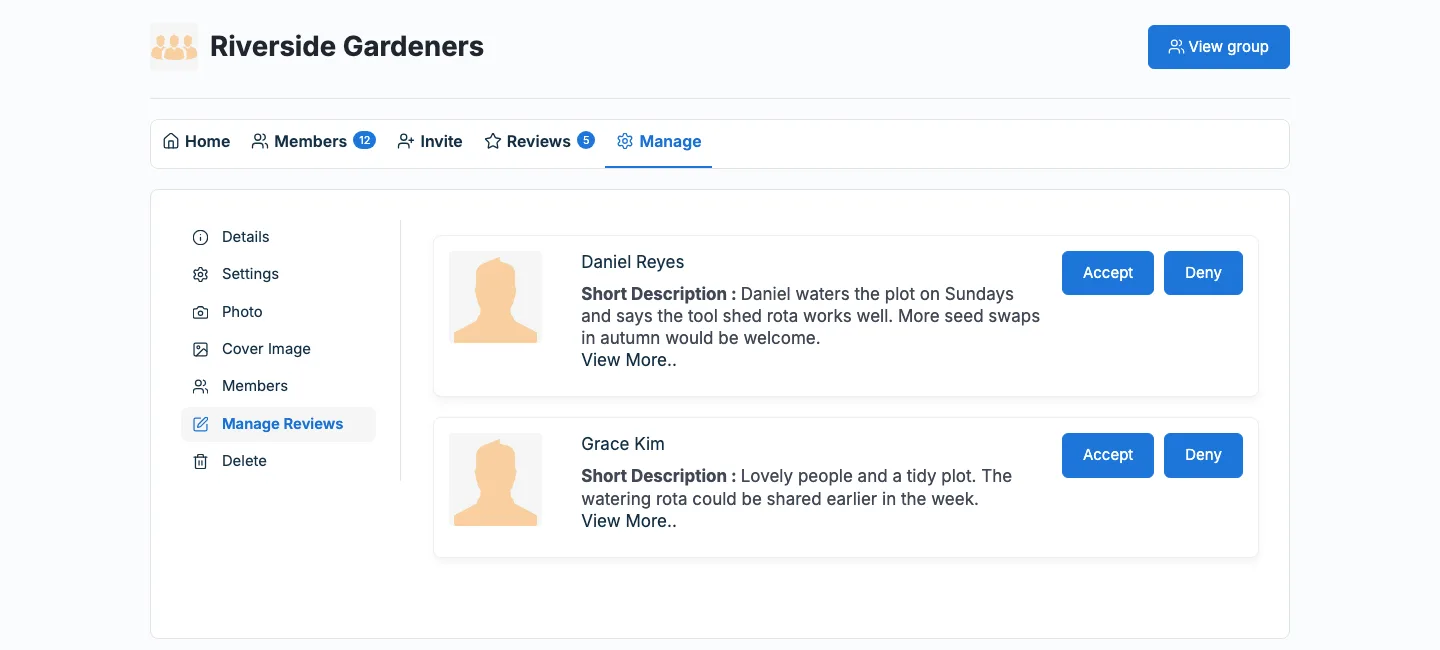 Riverside Gardeners
View group
Home
Members 12
Invite
Reviews 5
Manage
Details
Settings
Photo
Cover Image
Members
Manage Reviews
Delete
Daniel Reyes
Short Description : Daniel waters the plot on Sundays
and says the tool shed rota works well. More seed swaps
in autumn would be welcome.
View More..
Accept
Deny
Grace Kim
Short Description : Lovely people and a tidy plot. The
watering rota could be shared earlier in the week.
View More..
Accept
Deny